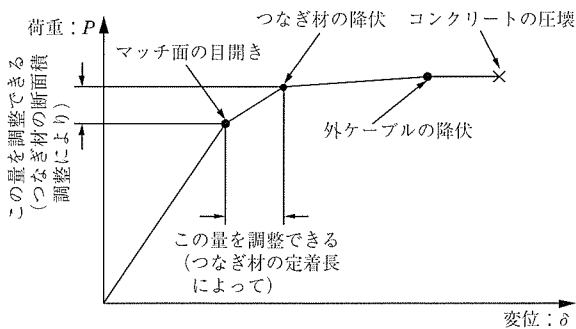 荷重：P
つなぎ材の降伏
コンクリートの圧壊
マッチ面の目開き
外ケーブルの降伏
この量を調整できる
（つなぎ材の断面積
調整により）
この量を調整できる
（つなぎ材の定着長
によって）
変位：δ